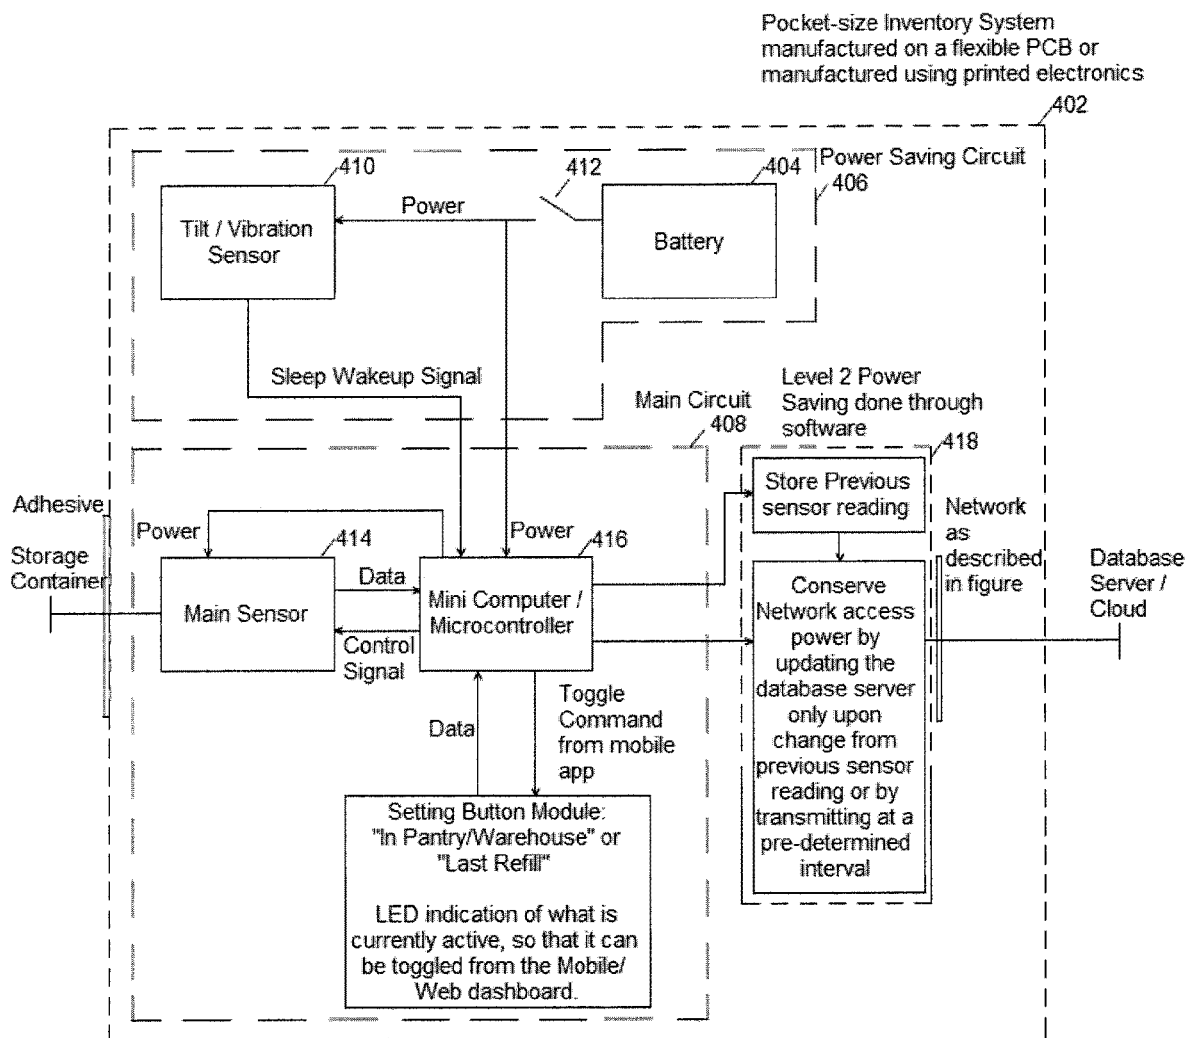 Pocket-size Inventory System
manufactured on a flexible PCB or
manufactured using printed electronics
402
410
412
404
Power Saving Circuit
406
Power
Tilt / Vibration
Sensor
Battery
Sleep Wakeup Signal
Main Circuit
408
Level 2 Power
Saving done through
software
418
Adhesive
Storage
Container
Power
414
Power
416
Store Previous
sensor reading
Network
as
described
in figure
Database
Server /
Cloud
Main Sensor
Data
Control
Signal
Mini Computer /
Microcontroller
Conserve
Network access
power by
updating the
database server
only upon
change from
previous sensor
reading or by
transmitting at a
pre-determined
interval
Data
Toggle
Command
from mobile
app
Setting Button Module:
"In Pantry/Warehouse" or
"Last Refill"
LED indication of what is
currently active, so that it can
be toggled from the Mobile/
Web dashboard.